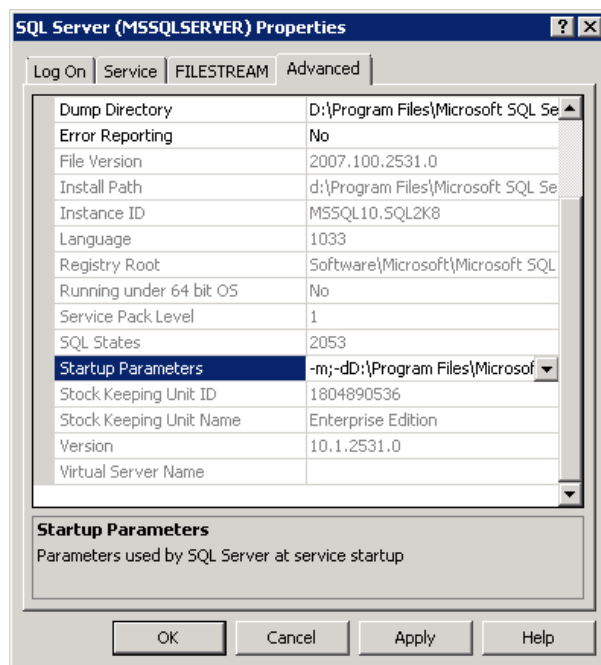 SQL Server (MSSQLSERVER) Properties
Log On Service FILESTREAM Advanced
Dump Directory D:\Program Files\Microsoft SQL Se
Error Reporting No
File Version 2007.100.2531.0
Install Path d:\Program Files\Microsoft SQL Se
Instance ID MSSQL10.SQL2K8
Language 1033
Registry Root Software\Microsoft\Microsoft SQL
Running under 64 bit OS No
Service Pack Level 1
SQL States 2053
Startup Parameters -m;-dD:\Program Files\Microsof
Stock Keeping Unit ID 1804890536
Stock Keeping Unit Name Enterprise Edition
Version 10.1.2531.0
Virtual Server Name
Startup Parameters
Parameters used by SQL Server at service startup
OK Cancel Apply Help